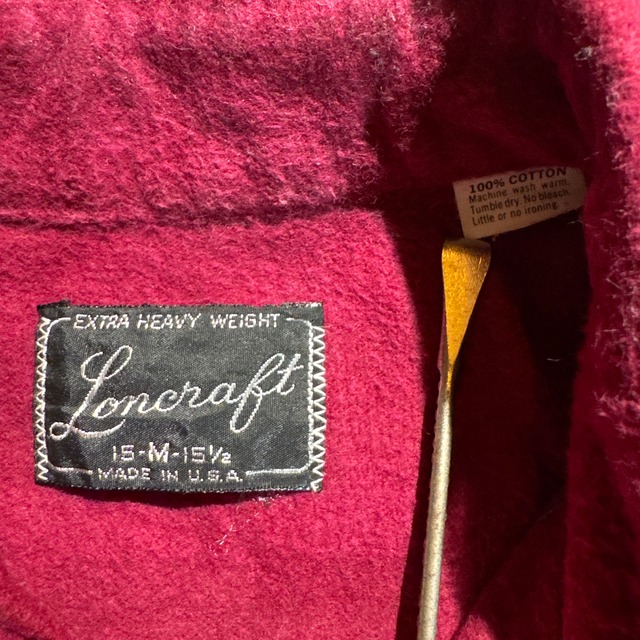 EXTRA HEAVY WEIGHT
Loncraft
15-M-15½
MADE IN U.S.A.
100% COTTON
Machine wash warm.
Tumble dry. No bleach.
Little or no ironing.